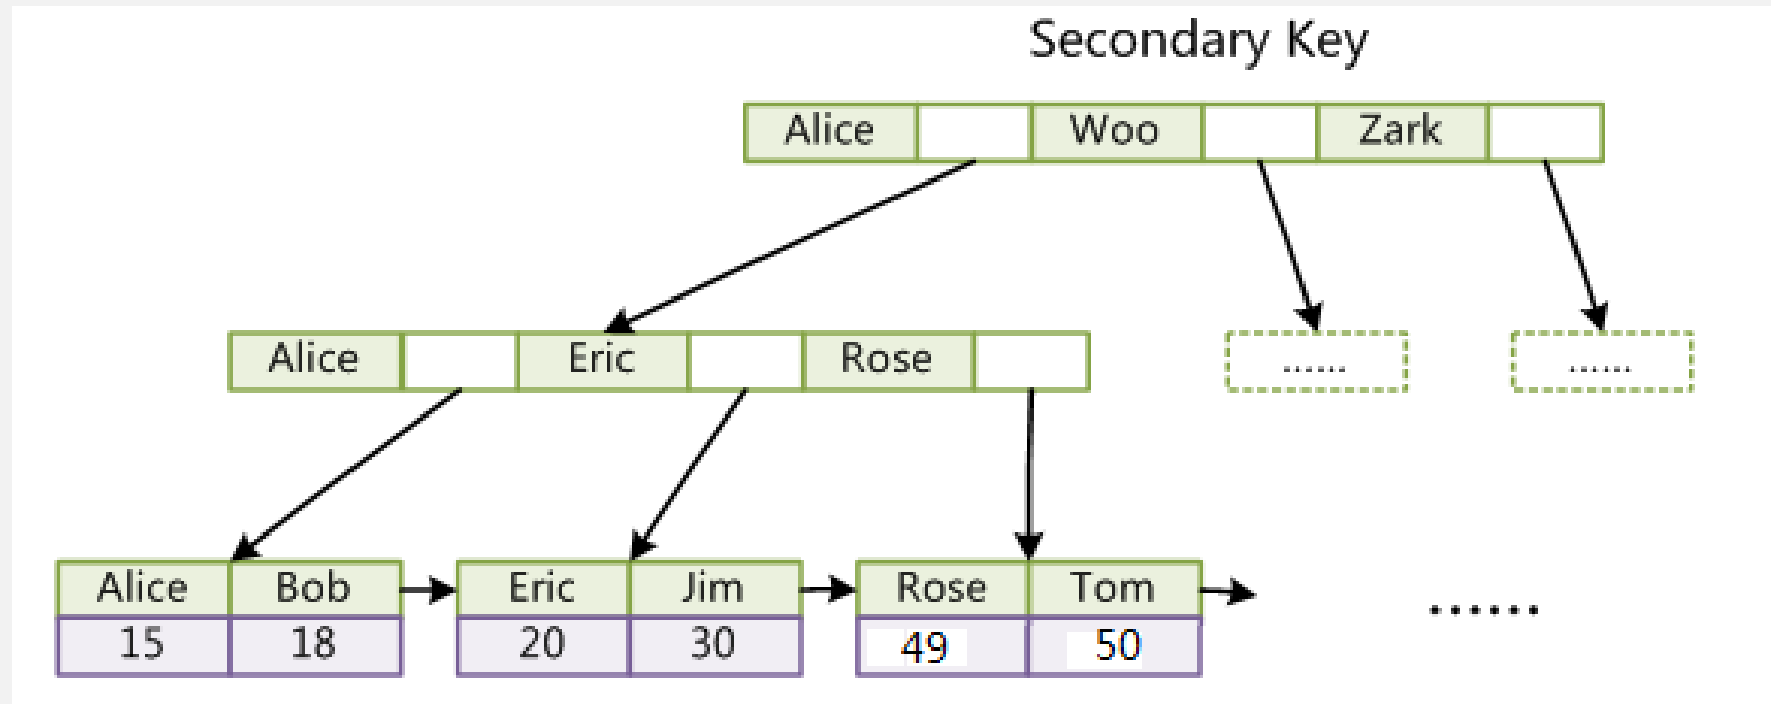 Secondary Key
Alice Woo Zark
Alice Eric Rose ...... ......
Alice Bob Eric Jim Rose Tom ......
15 18 20 30 49 50